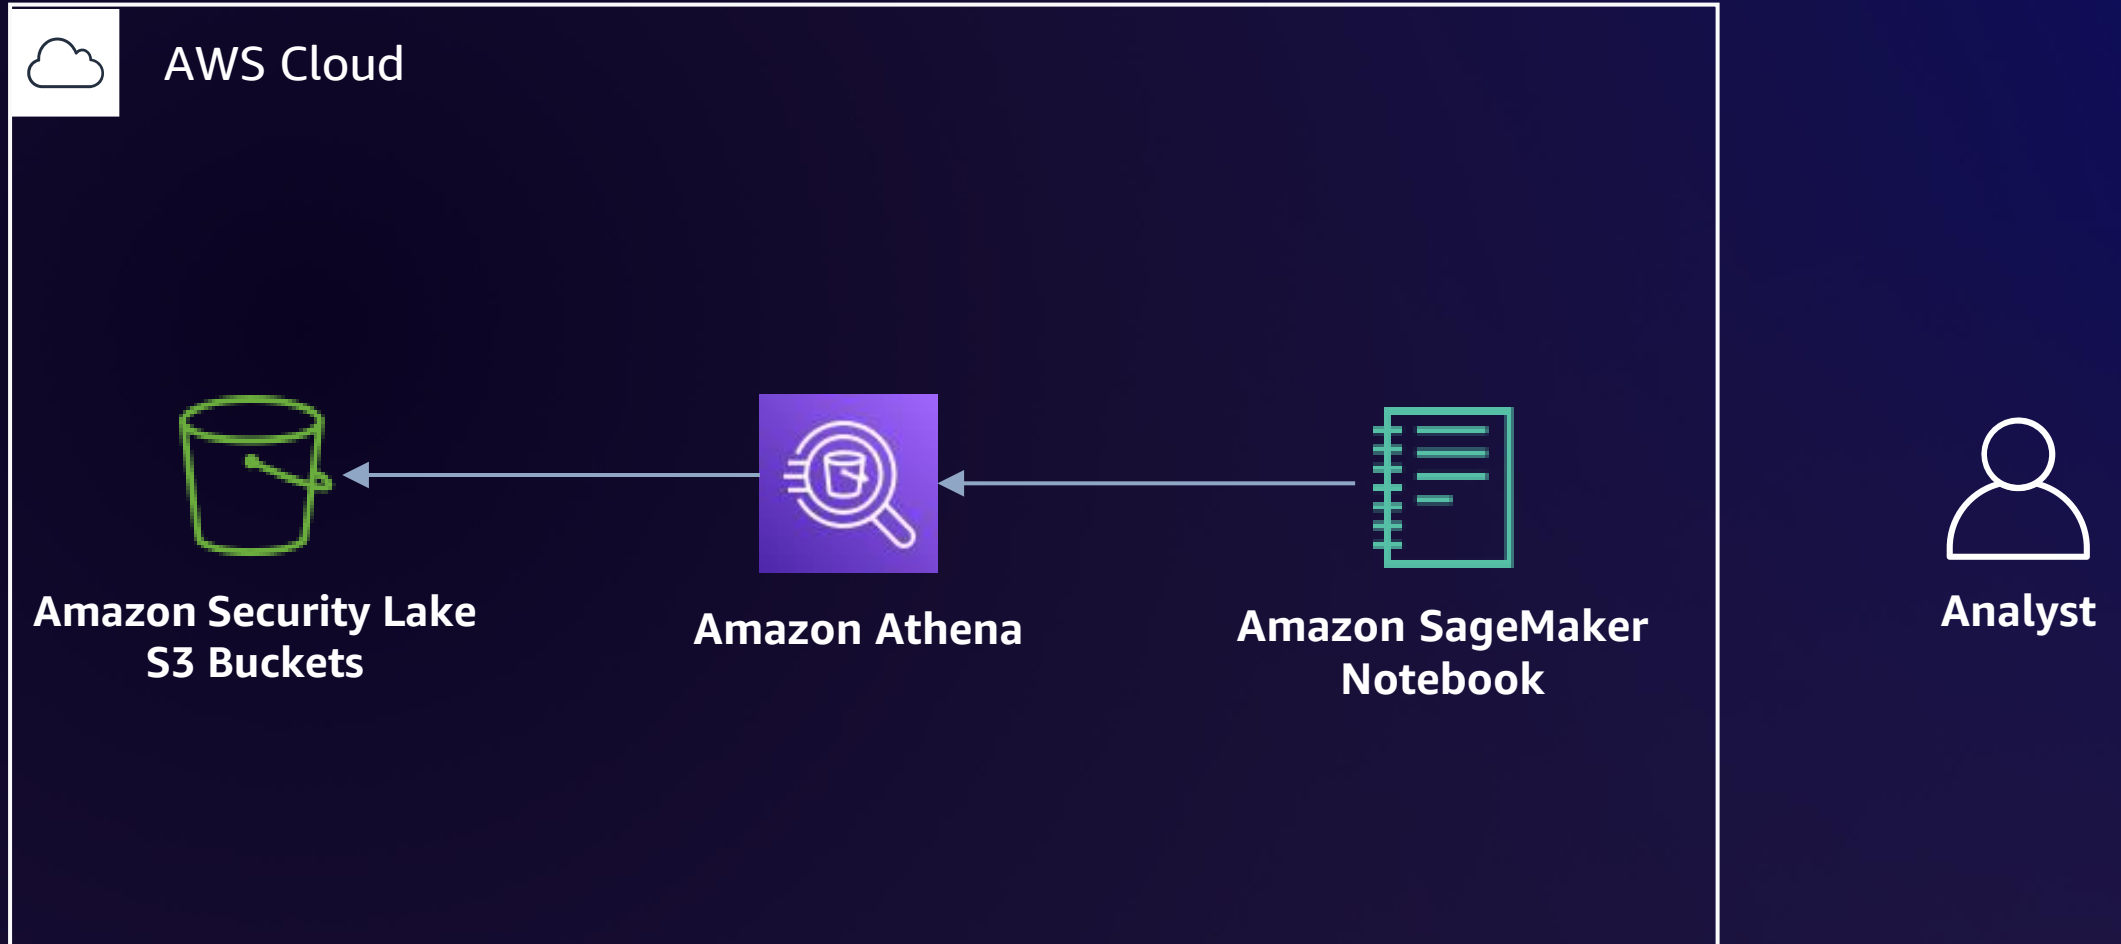 AWS Cloud
Amazon Security Lake
S3 Buckets
Amazon Athena
Amazon SageMaker
Notebook
Analyst